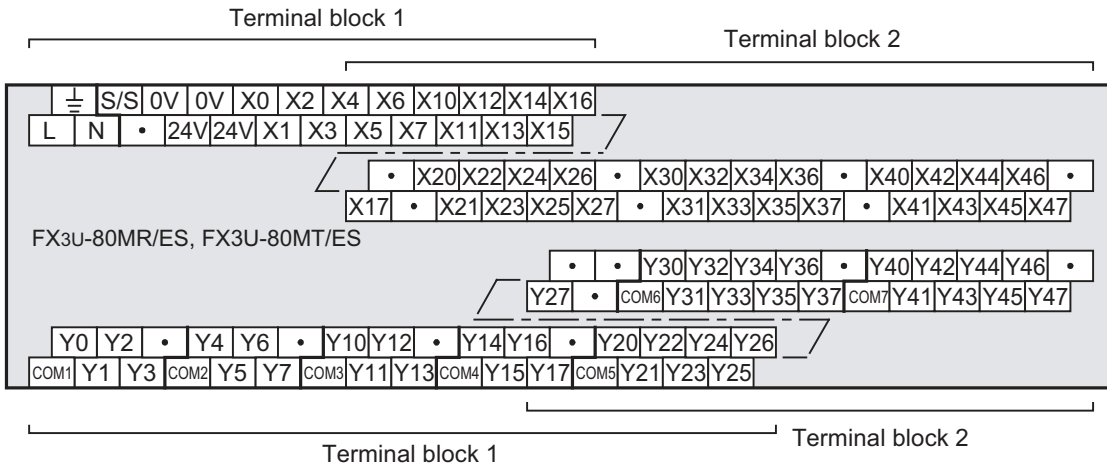 Terminal block 1
Terminal block 2
⏚ S/S 0V 0V X0 X2 X4 X6 X10 X12 X14 X16
L N • 24V 24V X1 X3 X5 X7 X11 X13 X15
• X20 X22 X24 X26 • X30 X32 X34 X36 • X40 X42 X44 X46 •
X17 • X21 X23 X25 X27 • X31 X33 X35 X37 • X41 X43 X45 X47
FX3U-80MR/ES, FX3U-80MT/ES
• • Y30 Y32 Y34 Y36 • Y40 Y42 Y44 Y46 •
Y27 • COM6 Y31 Y33 Y35 Y37 COM7 Y41 Y43 Y45 Y47
Y0 Y2 • Y4 Y6 • Y10 Y12 • Y14 Y16 • Y20 Y22 Y24 Y26
COM1 Y1 Y3 COM2 Y5 Y7 COM3 Y11 Y13 COM4 Y15 Y17 COM5 Y21 Y23 Y25
Terminal block 1
Terminal block 2